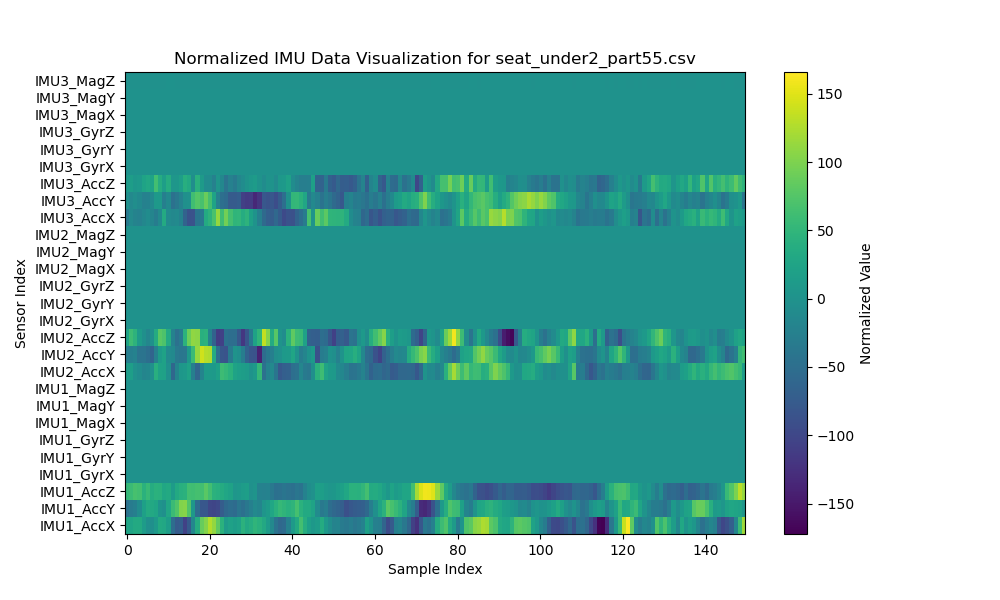 Normalized IMU Data Visualization for seat_under2_part55.csv
IMU3_MagZ
IMU3_MagY
IMU3_MagX
IMU3_GyrZ
IMU3_GyrY
IMU3_GyrX
IMU3_AccZ
IMU3_AccY
IMU3_AccX
IMU2_MagZ
IMU2_MagY
IMU2_MagX
IMU2_GyrZ
IMU2_GyrY
IMU2_GyrX
IMU2_AccZ
IMU2_AccY
IMU2_AccX
IMU1_MagZ
IMU1_MagY
IMU1_MagX
IMU1_GyrZ
IMU1_GyrY
IMU1_GyrX
IMU1_AccZ
IMU1_AccY
IMU1_AccX
Sensor Index
0 20 40 60 80 100 120 140
Sample Index
150
100
50
0
−50
−100
−150
Normalized Value